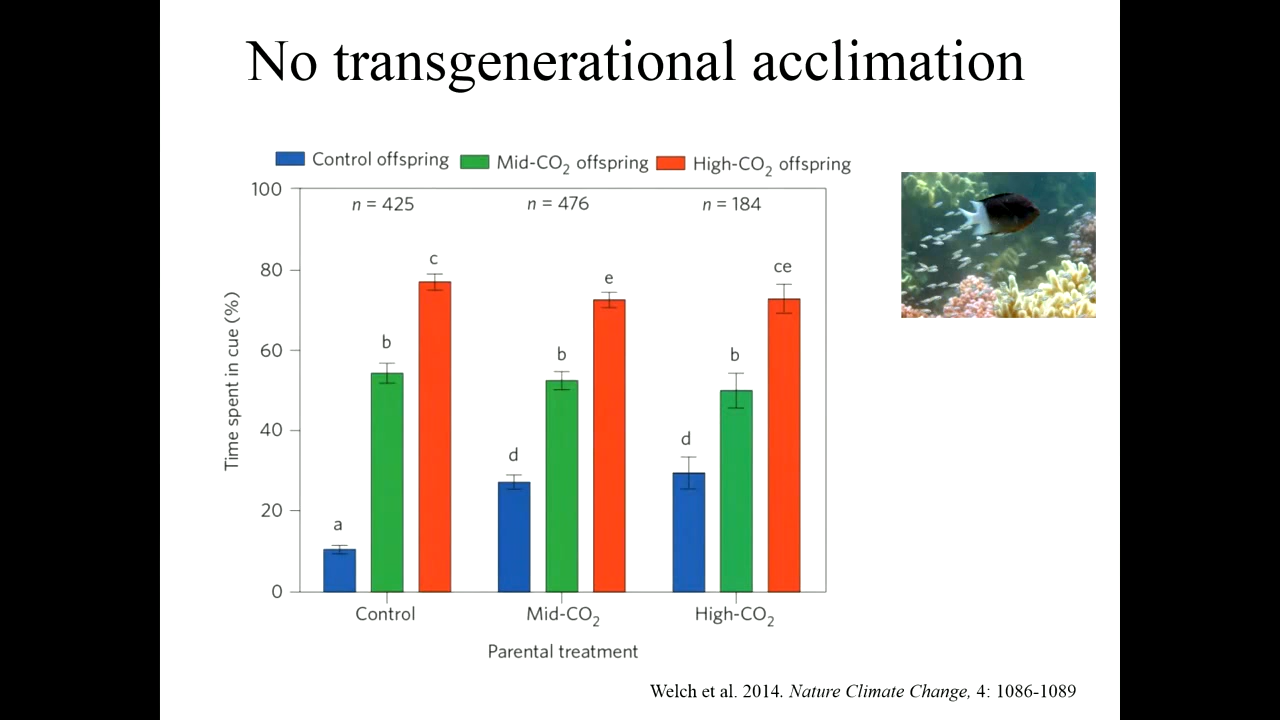 No transgenerational acclimation
Control offspring Mid-CO₂ offspring High-CO₂ offspring
100
n = 425 n = 476 n = 184
80
60
40
20
0
Time spent in cue (%)
a b c
d b e
d b ce
Control Mid-CO₂ High-CO₂
Parental treatment
Welch et al. 2014. Nature Climate Change, 4: 1086-1089